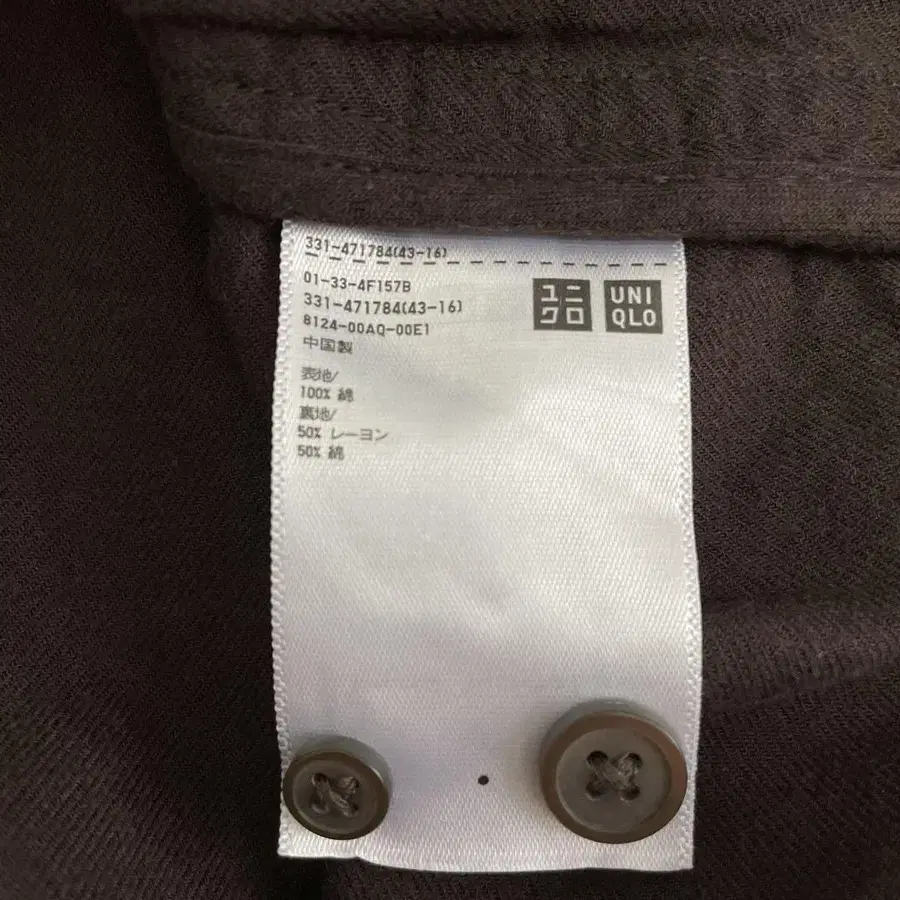 331-471784(43-16)
01-33-4F157B
331-471784(43-16)
8124-00AQ-00E1
中国製
表地/
100% 綿
裏地/
50% レーヨン
50% 綿
ユニ
クロ
UNI
QLO